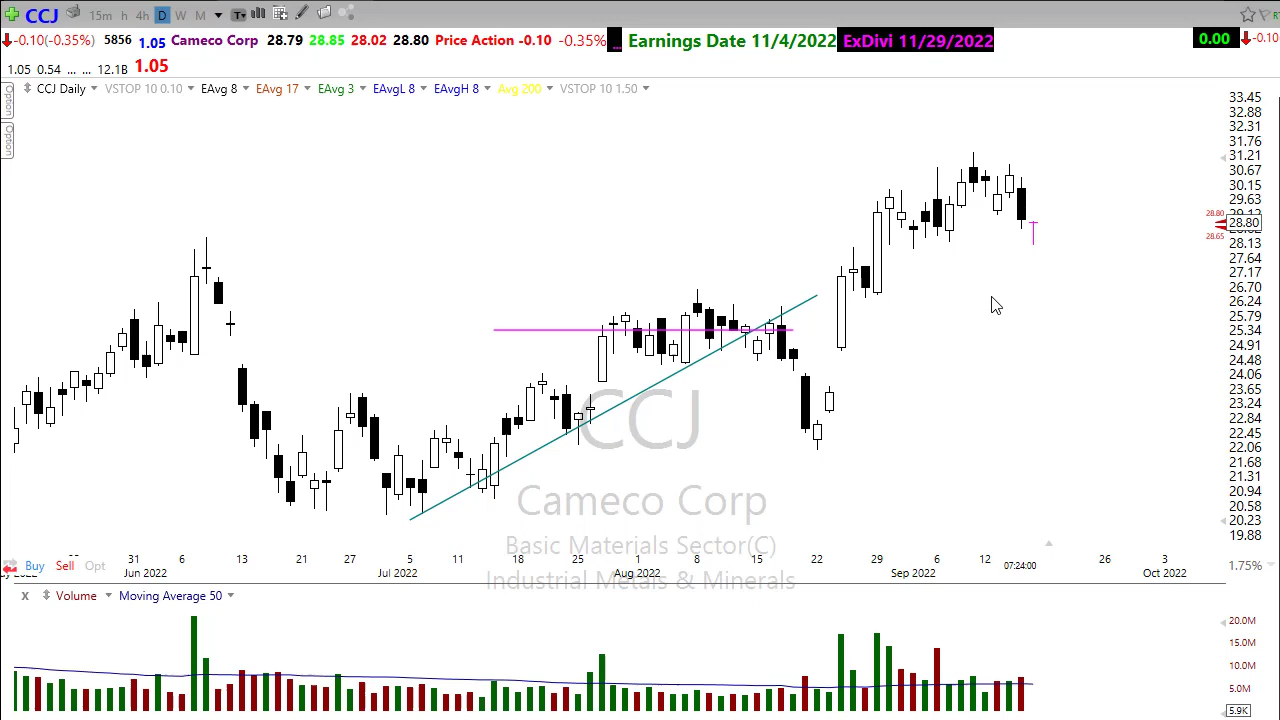 CCJ 15m h 4h D W M T
-0.10(-0.35%) 5856 1.05 Cameco Corp 28.79 28.85 28.02 28.80 Price Action -0.10 -0.35% ... Earnings Date 11/4/2022 ExDivi 11/29/2022 0.00 -0.10
1.05 0.54 ... ... 12.1B 1.05
CCJ Daily VSTOP 10 0.10 EAvg 8 EAvg 17 EAvg 3 EAvgL 8 EAvgH 8 Avg 200 VSTOP 10 1.50
Option
Option
33.45
32.88
32.31
31.76
31.21
30.67
30.15
29.63
28.80
28.80
28.65
28.13
27.64
27.17
26.70
26.24
25.79
25.34
24.91
24.48
24.06
23.65
23.24
22.84
22.45
22.06
21.68
21.31
20.94
20.58
20.23
19.88
CCJ
Cameco Corp
Basic Materials Sector(C)
Industrial Metals & Minerals
31 6 13 21 27 5 11 18 25 1 8 15 22 29 6 12 26 3
Buy Sell Opt 07:24:00 1.75%
Jun 2022 Jul 2022 Aug 2022 Sep 2022 Oct 2022
x Volume Moving Average 50
20.0M
15.0M
10.0M
5.0M
5.9K